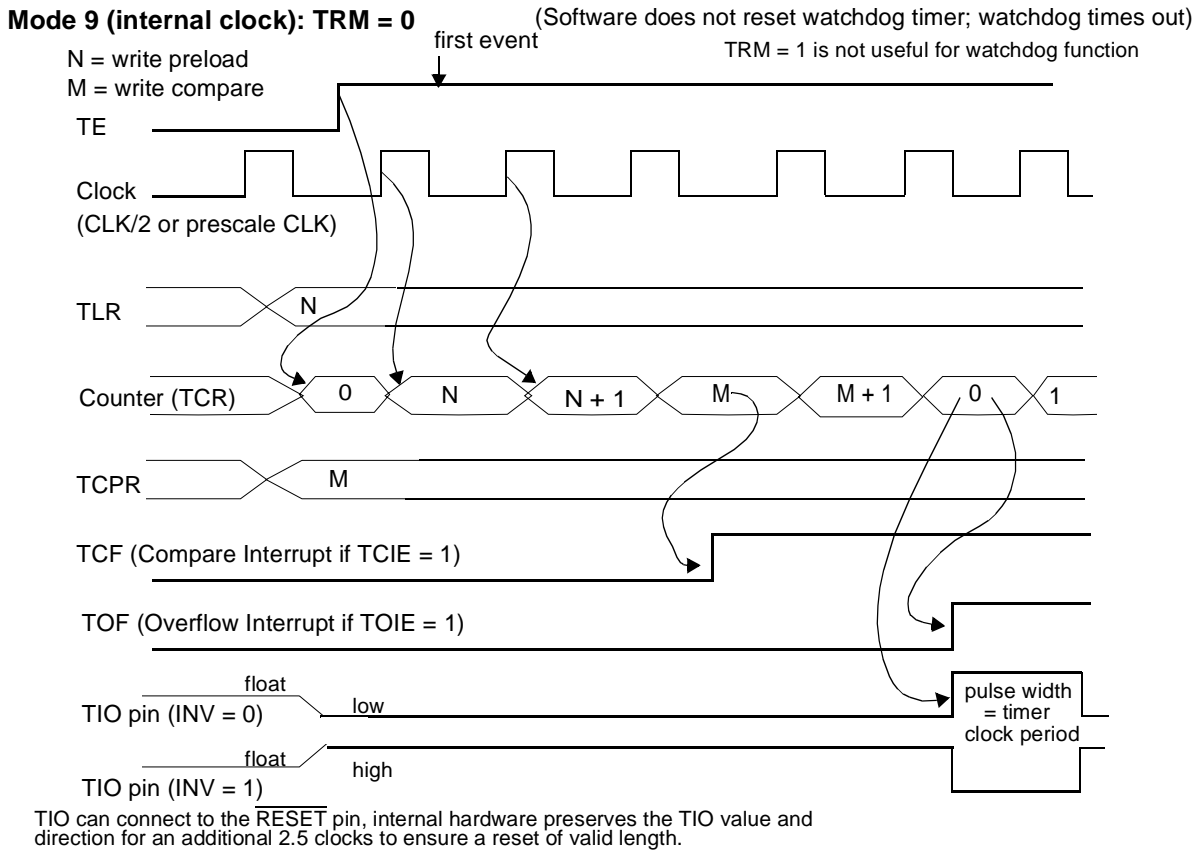 Mode 9 (internal clock): TRM = 0
(Software does not reset watchdog timer; watchdog times out)
first event
TRM = 1 is not useful for watchdog function
N = write preload
M = write compare
TE
Clock
(CLK/2 or prescale CLK)
TLR
N
Counter (TCR)
0
N
N + 1
M
M + 1
0
1
TCPR
M
TCF (Compare Interrupt if TCIE = 1)
TOF (Overflow Interrupt if TOIE = 1)
float
low
TIO pin (INV = 0)
pulse width
= timer
clock period
float
high
TIO pin (INV = 1)
TIO can connect to the RESET pin, internal hardware preserves the TIO value and
direction for an additional 2.5 clocks to ensure a reset of valid length.